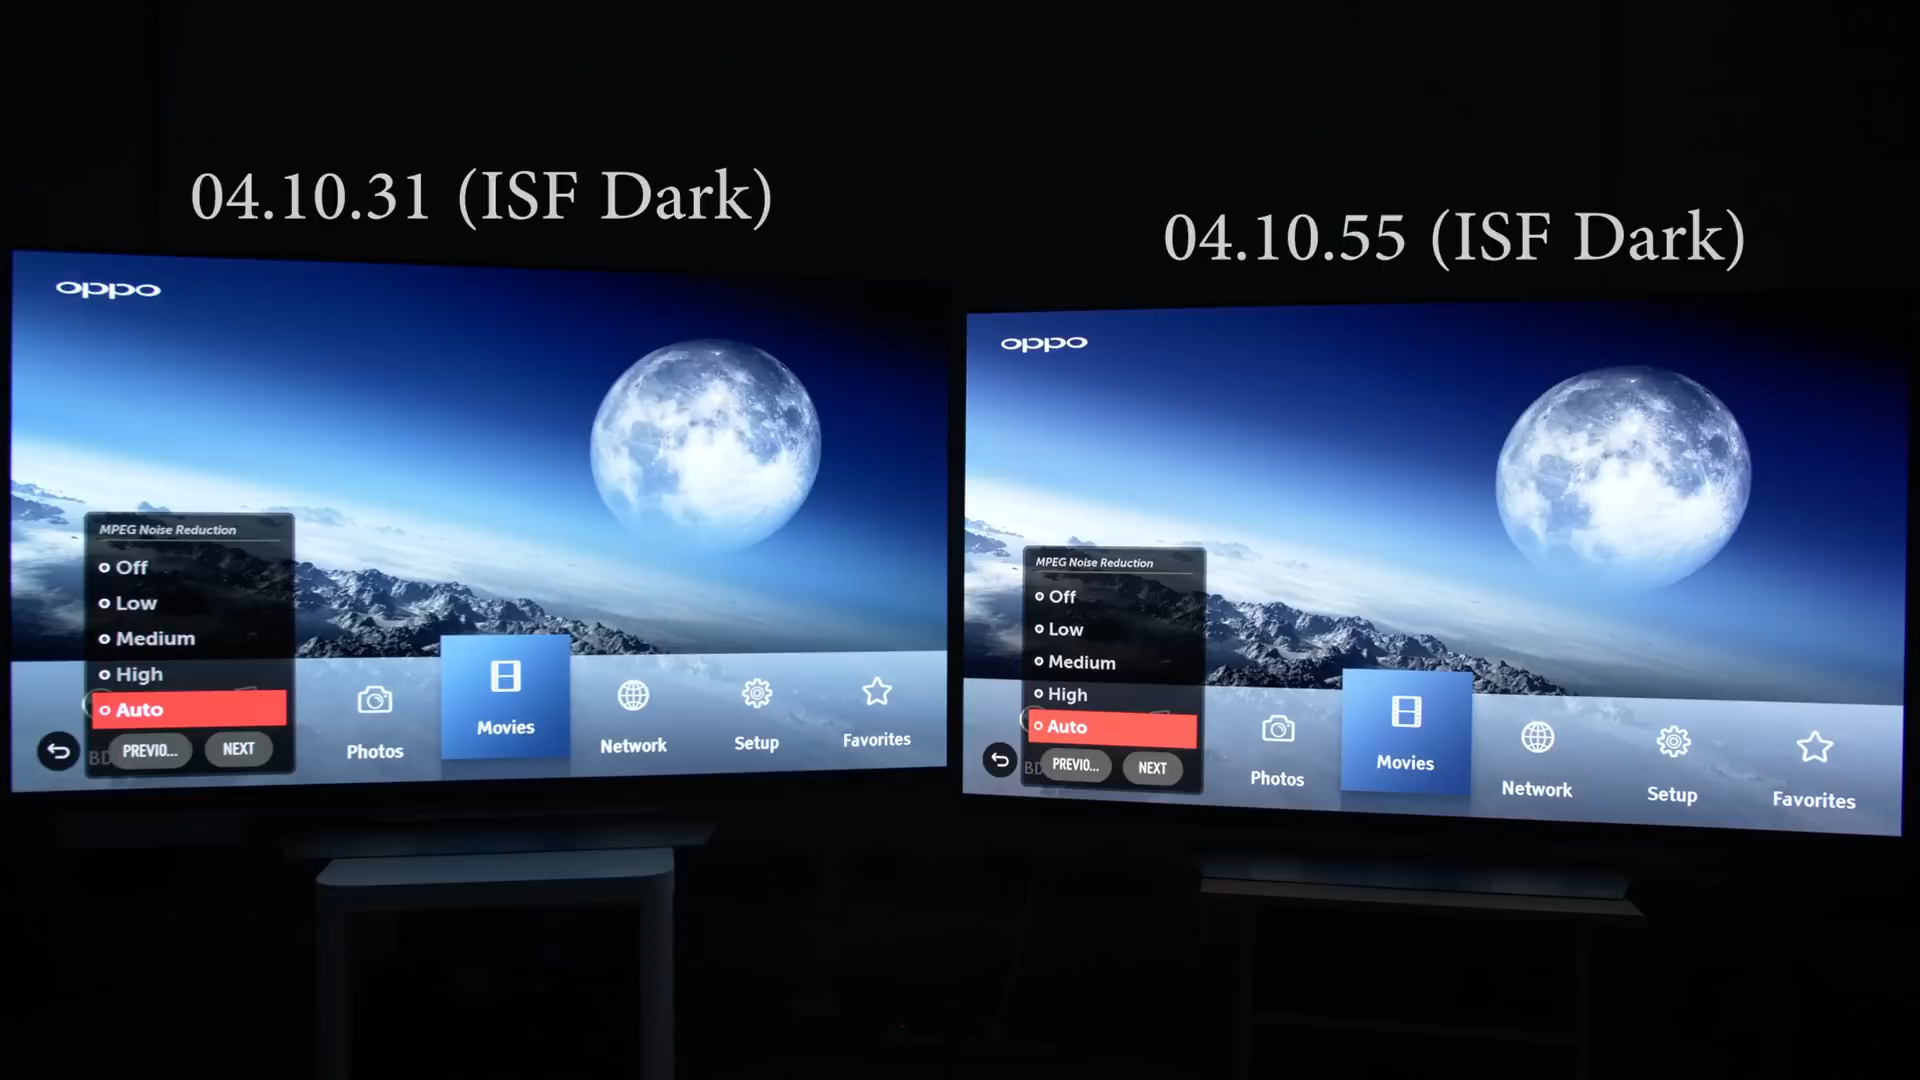 04.10.31 (ISF Dark)
04.10.55 (ISF Dark)
oppo
MPEG Noise Reduction
Off
Low
Medium
High
Auto
BD
PREVIO...
NEXT
Photos
Movies
Network
Setup
Favorites
oppo
MPEG Noise Reduction
Off
Low
Medium
High
Auto
BD
PREVIO...
NEXT
Photos
Movies
Network
Setup
Favorites